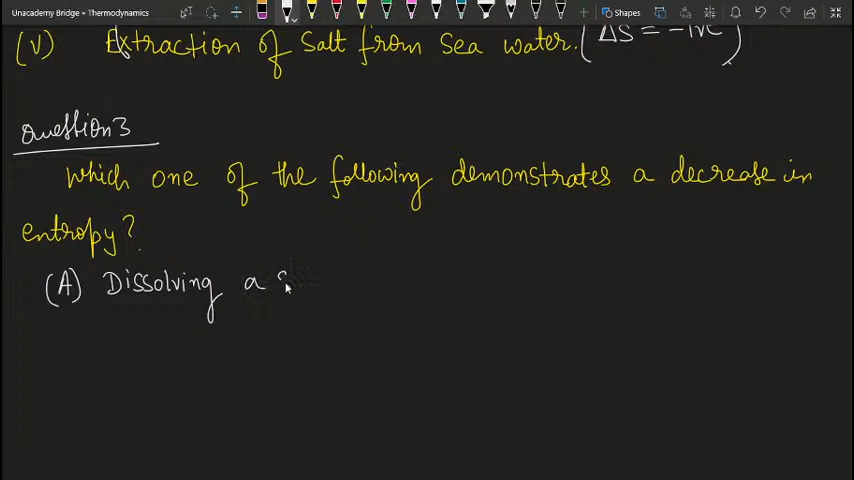 Unacademy Bridge + Thermodynamics
Shapes
(V) Extraction of Salt from Sea water. (ΔS = -ive)
Question 3
Which one of the following demonstrates a decrease in
entropy?
(A) Dissolving a s